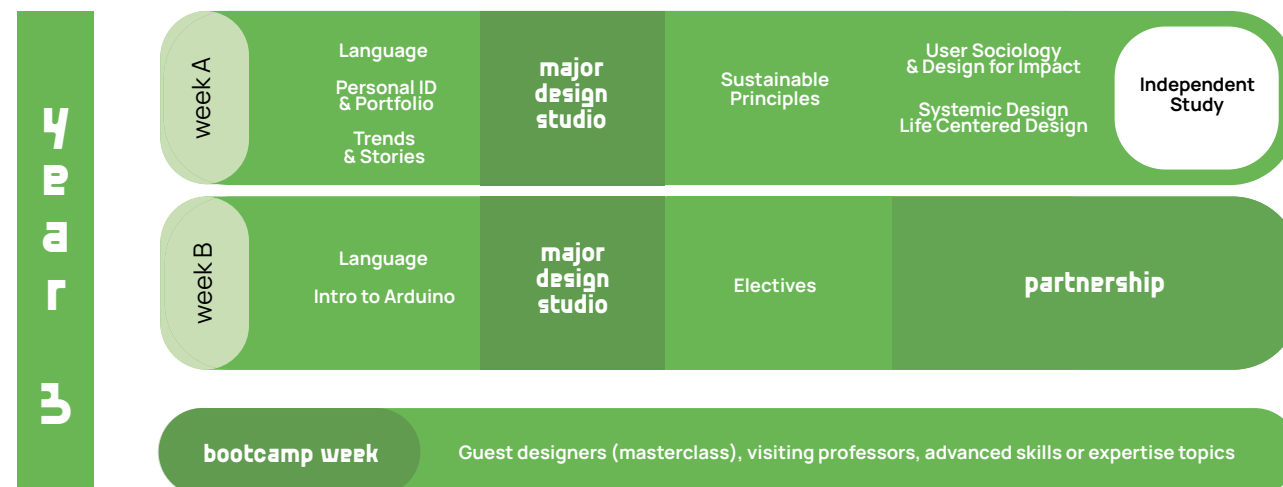 year 3
week A
Language
Personal ID
& Portfolio
Trends
& Stories
major
design
studio
Sustainable
Principles
User Sociology
& Design for Impact
Systemic Design
Life Centered Design
Independent
Study
week B
Language
Intro to Arduino
major
design
studio
Electives
partnership
bootcamp week
Guest designers (masterclass), visiting professors, advanced skills or expertise topics